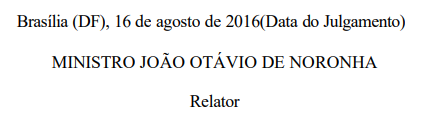 Brasília (DF), 16 de agosto de 2016(Data do Julgamento)
MINISTRO JOÃO OTÁVIO DE NORONHA
Relator